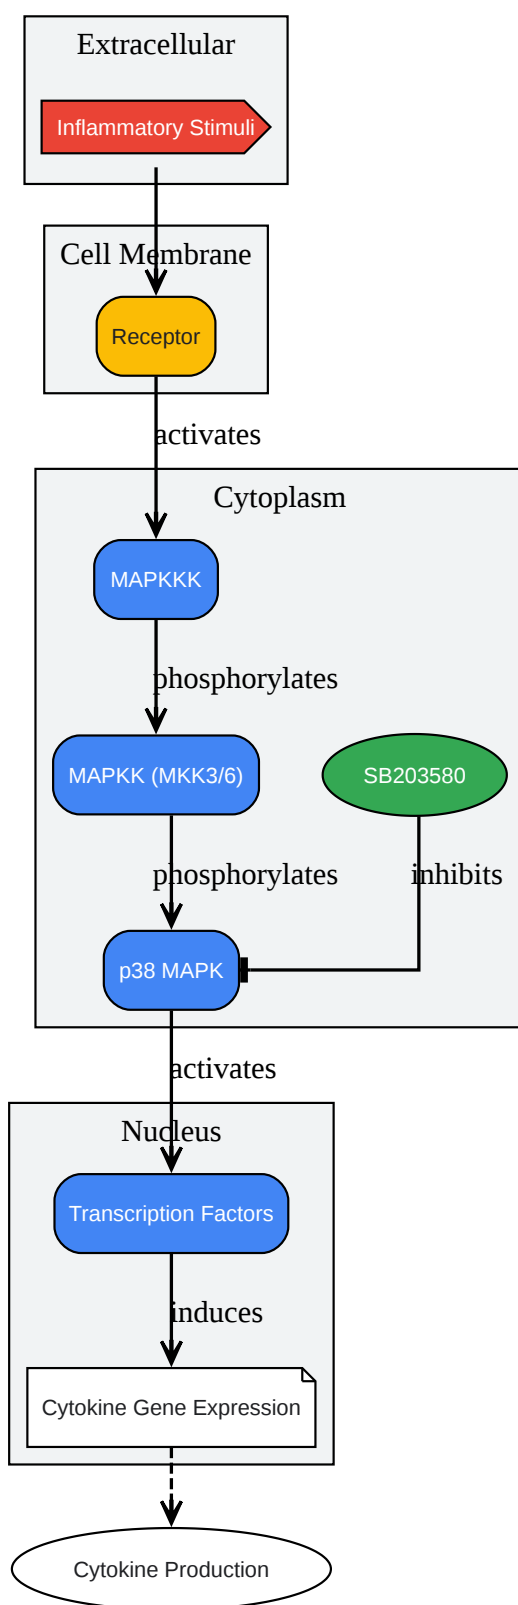 Extracellular
Inflammatory Stimuli
Cell Membrane
Receptor
activates
Cytoplasm
MAPKKK
phosphorylates
MAPKK (MKK3/6)
SB203580
phosphorylates
inhibits
p38 MAPK
activates
Nucleus
Transcription Factors
induces
Cytokine Gene Expression
Cytokine Production